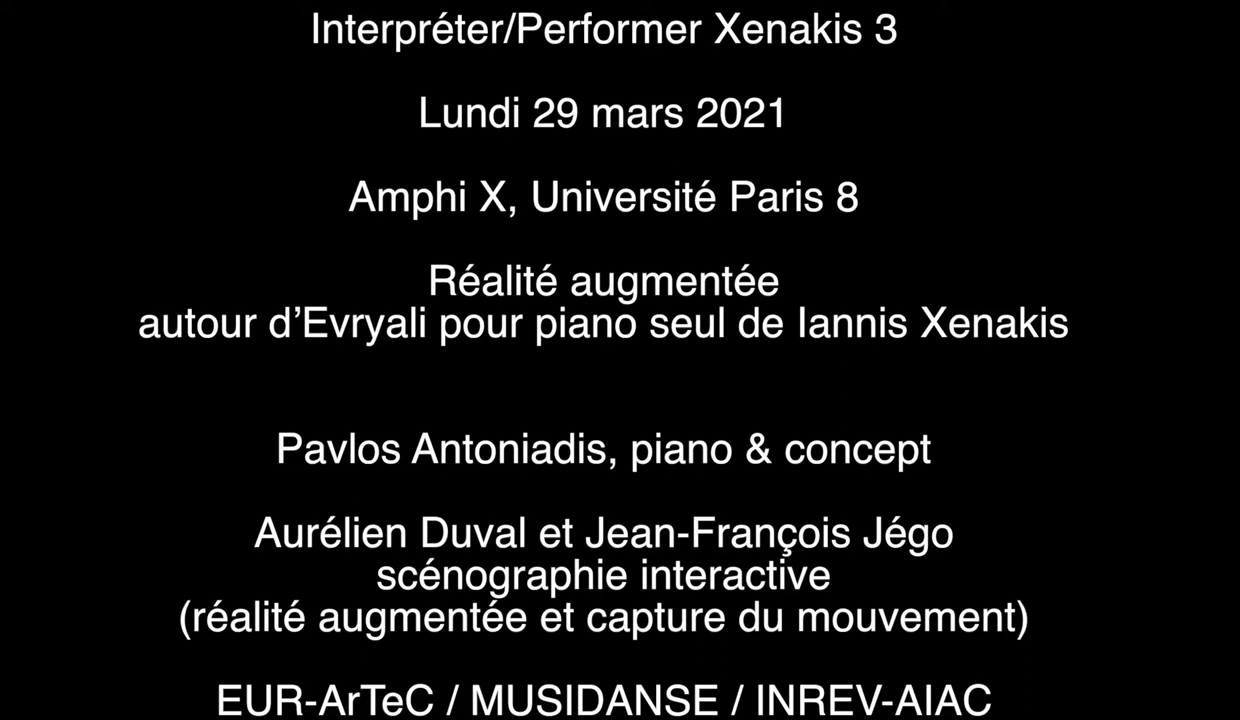 Interpréter/Performer Xenakis 3
Lundi 29 mars 2021
Amphi X, Université Paris 8
Réalité augmentée
autour d’Evryali pour piano seul de Iannis Xenakis
Pavlos Antoniadis, piano & concept
Aurélien Duval et Jean-François Jégo
scénographie interactive
(réalité augmentée et capture du mouvement)
EUR-ArTeC / MUSIDANSE / INREV-AIAC